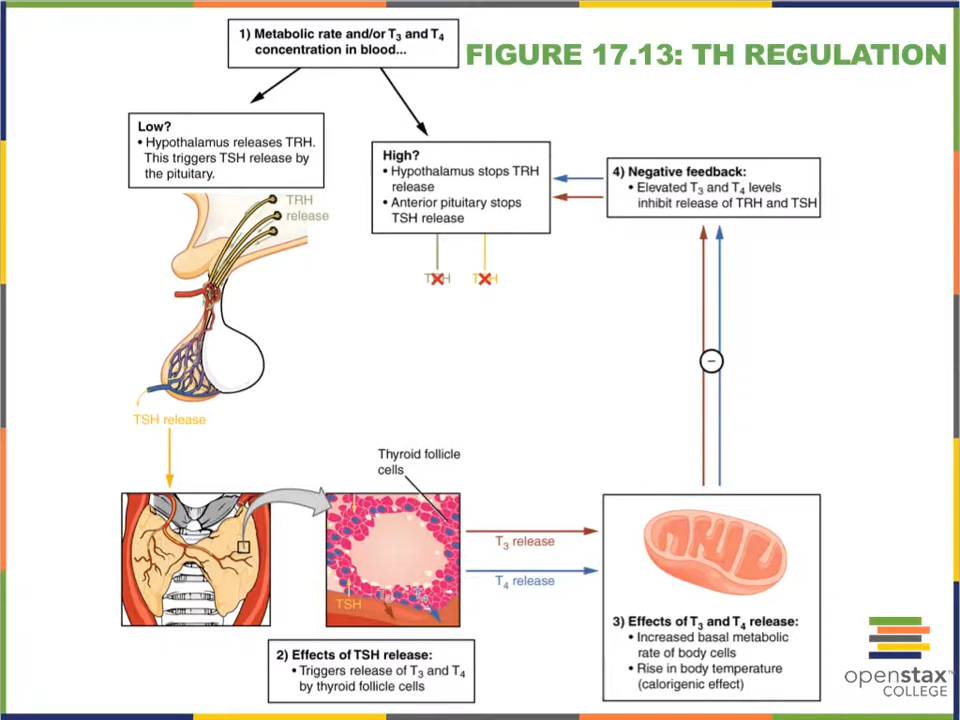 FIGURE 17.13: TH REGULATION
1) Metabolic rate and/or T3 and T4
concentration in blood...
Low?
• Hypothalamus releases TRH.
This triggers TSH release by
the pituitary.
TRH
release
TSH release
High?
• Hypothalamus stops TRH
release
• Anterior pituitary stops
TSH release
4) Negative feedback:
• Elevated T3 and T4 levels
inhibit release of TRH and TSH
−
Thyroid follicle
cells
TSH
T3 release
T4 release
2) Effects of TSH release:
• Triggers release of T3 and T4
by thyroid follicle cells
3) Effects of T3 and T4 release:
• Increased basal metabolic
rate of body cells
• Rise in body temperature
(calorigenic effect)
openstax™
COLLEGE